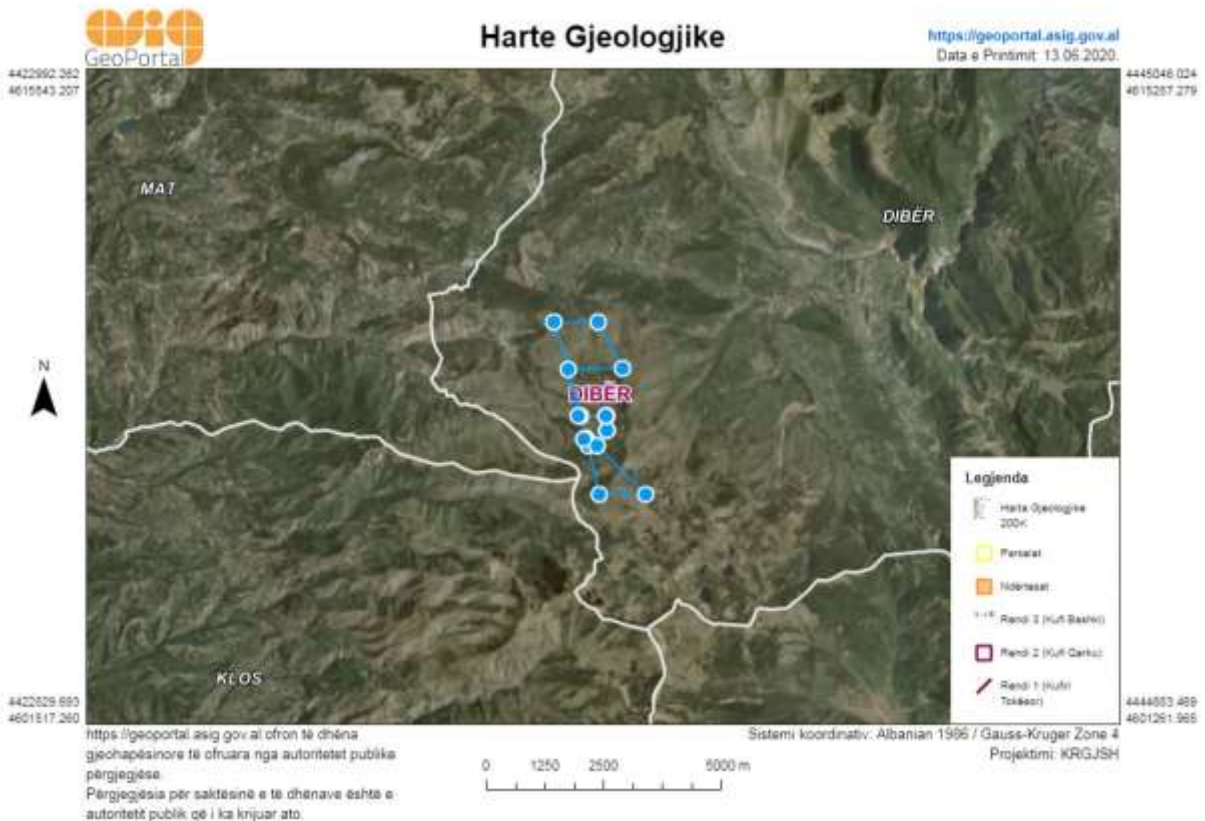 asig
GeoPortal
Harte Gjeologjike
https://geoportal.asig.gov.al
Data e Printimit: 13.06.2020.
4422992.262
4615543.207
4445046.024
4615287.279
MAT
DIBËR
N
DIBËR
KLOS
Legjenda
Harta Gjeologjike
200K
Parcelat
Ndërtesat
Rendi 3 (Kufi Bashki)
Rendi 2 (Kufi Qarku)
Rendi 1 (Kufiri
Tokësor)
4422629.693
4601517.260
4444653.469
4601261.965
https://geoportal.asig.gov.al ofron të dhëna
gjeohapësinore të ofruara nga autoritetet publike
përgjegjëse.
Përgjegjësia për saktësinë e të dhënave është e
autoritetit publik që i ka krijuar ato.
0 1250 2500 5000 m
Sistemi koordinativ: Albanian 1986 / Gauss-Kruger Zone 4
Projektimi: KRGJSH